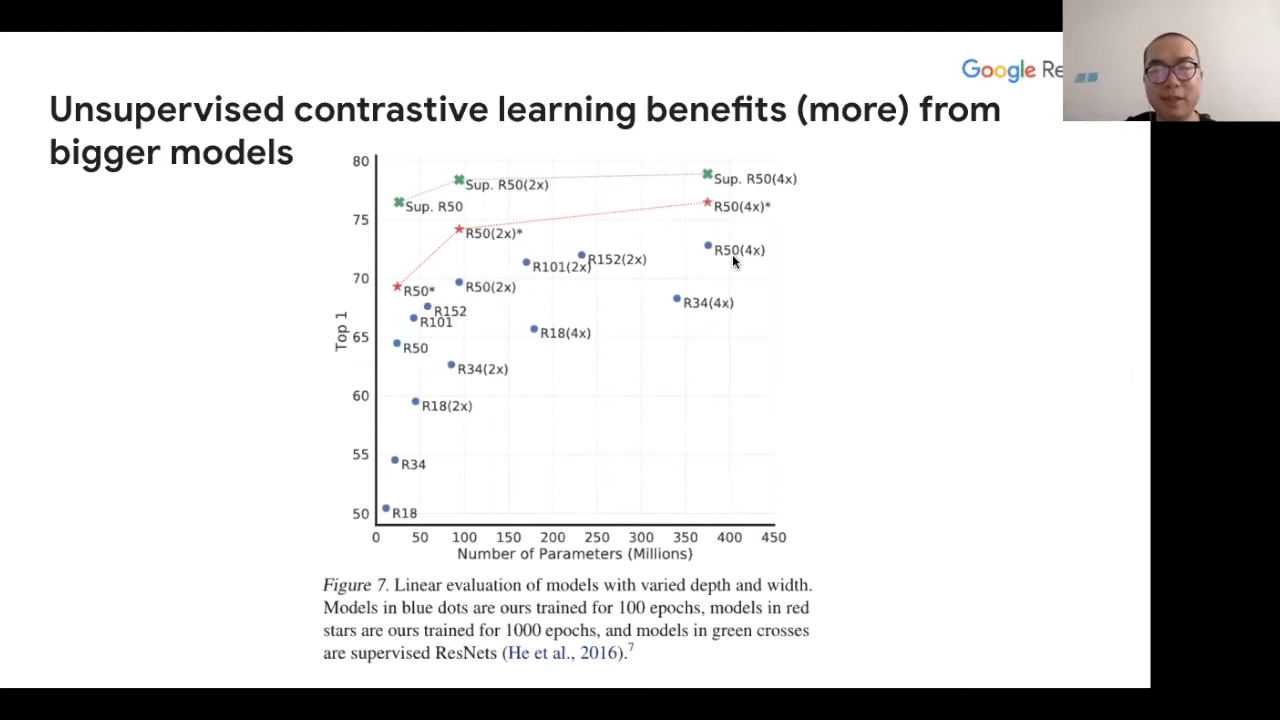 Google Re
Unsupervised contrastive learning benefits (more) from
bigger models
80
75
70
65
60
55
50
Top 1
Sup. R50
Sup. R50(2x)
Sup. R50(4x)
R50(4x)*
R50(2x)*
R50(4x)
R152(2x)
R101(2x)
R50(2x)
R50*
R34(4x)
R152
R101
R18(4x)
R50
R34(2x)
R18(2x)
R34
R18
0 50 100 150 200 250 300 350 400 450
Number of Parameters (Millions)
Figure 7. Linear evaluation of models with varied depth and width.
Models in blue dots are ours trained for 100 epochs, models in red
stars are ours trained for 1000 epochs, and models in green crosses
are supervised ResNets (He et al., 2016).7